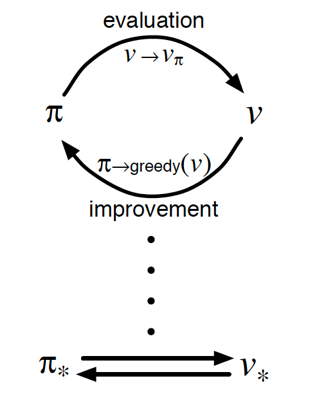 evaluation
v → vπ
π v
π→greedy(v)
improvement
π* v*